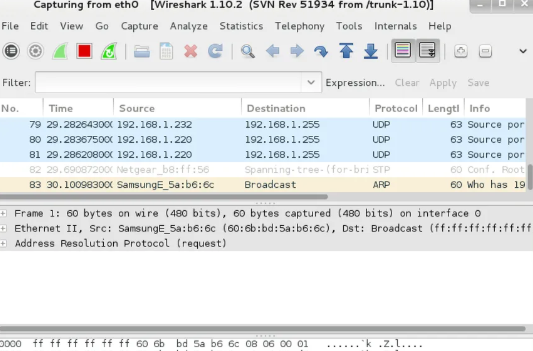 Capturing from eth0 [Wireshark 1.10.2 (SVN Rev 51934 from /trunk-1.10)]
File Edit View Go Capture Analyze Statistics Telephony Tools Internals Help
Filter: Expression... Clear Apply Save
No. Time Source Destination Protocol Lengtl Info
79 29.28264300( 192.168.1.232 192.168.1.255 UDP 63 Source por
80 29.28367500( 192.168.1.220 192.168.1.255 UDP 63 Source por
81 29.28620800( 192.168.1.220 192.168.1.255 UDP 63 Source por
82 29.69087200( Netgear_b8:ff:56 Spanning-tree-(for-bri STP 60 Conf. Root
83 30.10098300( SamsungE_5a:b6:6c Broadcast ARP 60 Who has 19
Frame 1: 60 bytes on wire (480 bits), 60 bytes captured (480 bits) on interface 0
Ethernet II, Src: SamsungE_5a:b6:6c (60:6b:bd:5a:b6:6c), Dst: Broadcast (ff:ff:ff:ff:ff:ff
Address Resolution Protocol (request)
0000 ff ff ff ff ff ff 60 6b bd 5a b6 6c 08 06 00 01 ......`k .Z.l....